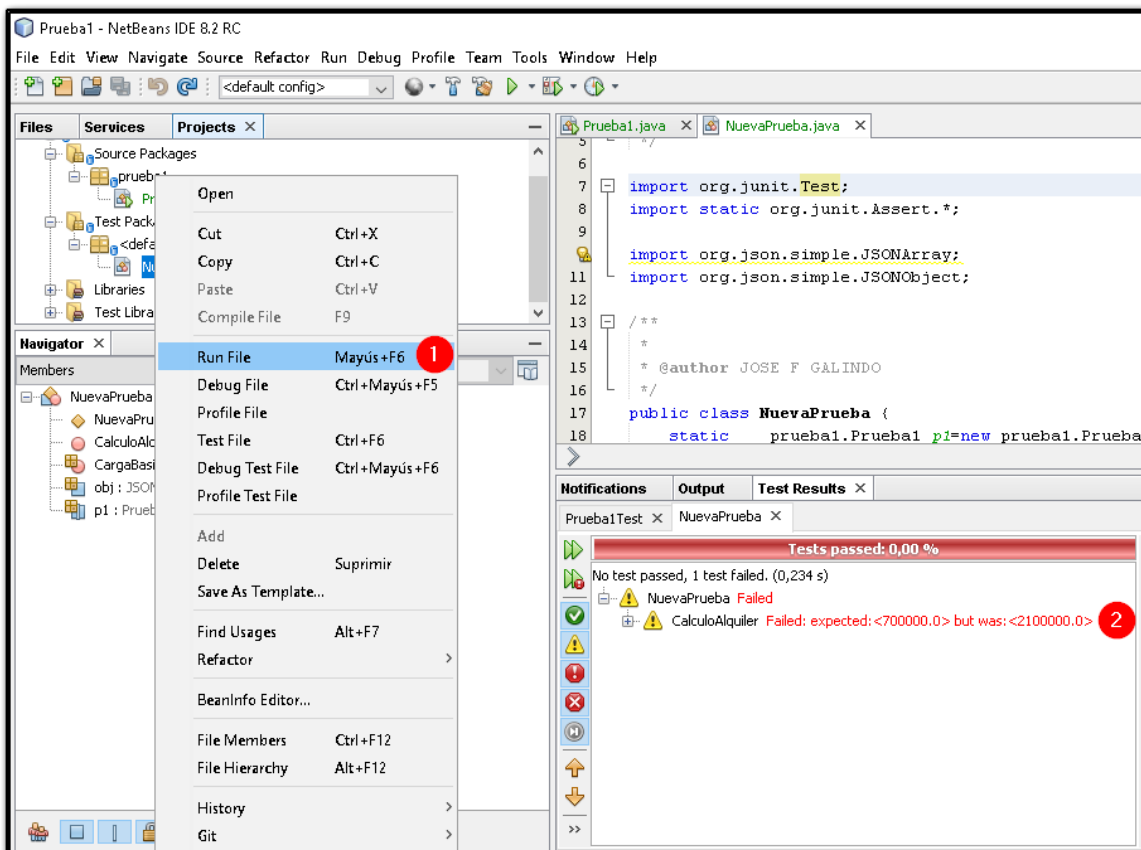 Prueba1 - NetBeans IDE 8.2 RC
File Edit View Navigate Source Refactor Run Debug Profile Team Tools Window Help
<default config>
Files Services Projects
Source Packages
prueba1
Test Pack
<defa
Libraries
Test Libra
Open
Cut Ctrl+X
Copy Ctrl+C
Paste Ctrl+V
Compile File F9
Run File Mayús+F6 1
Debug File Ctrl+Mayús+F5
Profile File
Test File Ctrl+F6
Debug Test File Ctrl+Mayús+F6
Profile Test File
Add
Delete Suprimir
Save As Template...
Find Usages Alt+F7
Refactor
BeanInfo Editor...
File Members Ctrl+F12
File Hierarchy Alt+F12
History
Git
Navigator
Members
NuevaPrueba
NuevaPru
CalculoAlq
CargaBasi
obj : JSON
p1 : Prueb
Prueba1.java NuevaPrueba.java
5 */
6
7 import org.junit.Test;
8 import static org.junit.Assert.*;
9
import org.json.simple.JSONArray;
11 import org.json.simple.JSONObject;
12
13 /**
14 *
15 * @author JOSE F GALINDO
16 */
17 public class NuevaPrueba {
18 static prueba1.Prueba1 p1=new prueba1.Prueba
Notifications Output Test Results
Prueba1Test NuevaPrueba
Tests passed: 0,00 %
No test passed, 1 test failed. (0,234 s)
NuevaPrueba Failed
CalculoAlquiler Failed: expected:<700000.0> but was:<2100000.0> 2